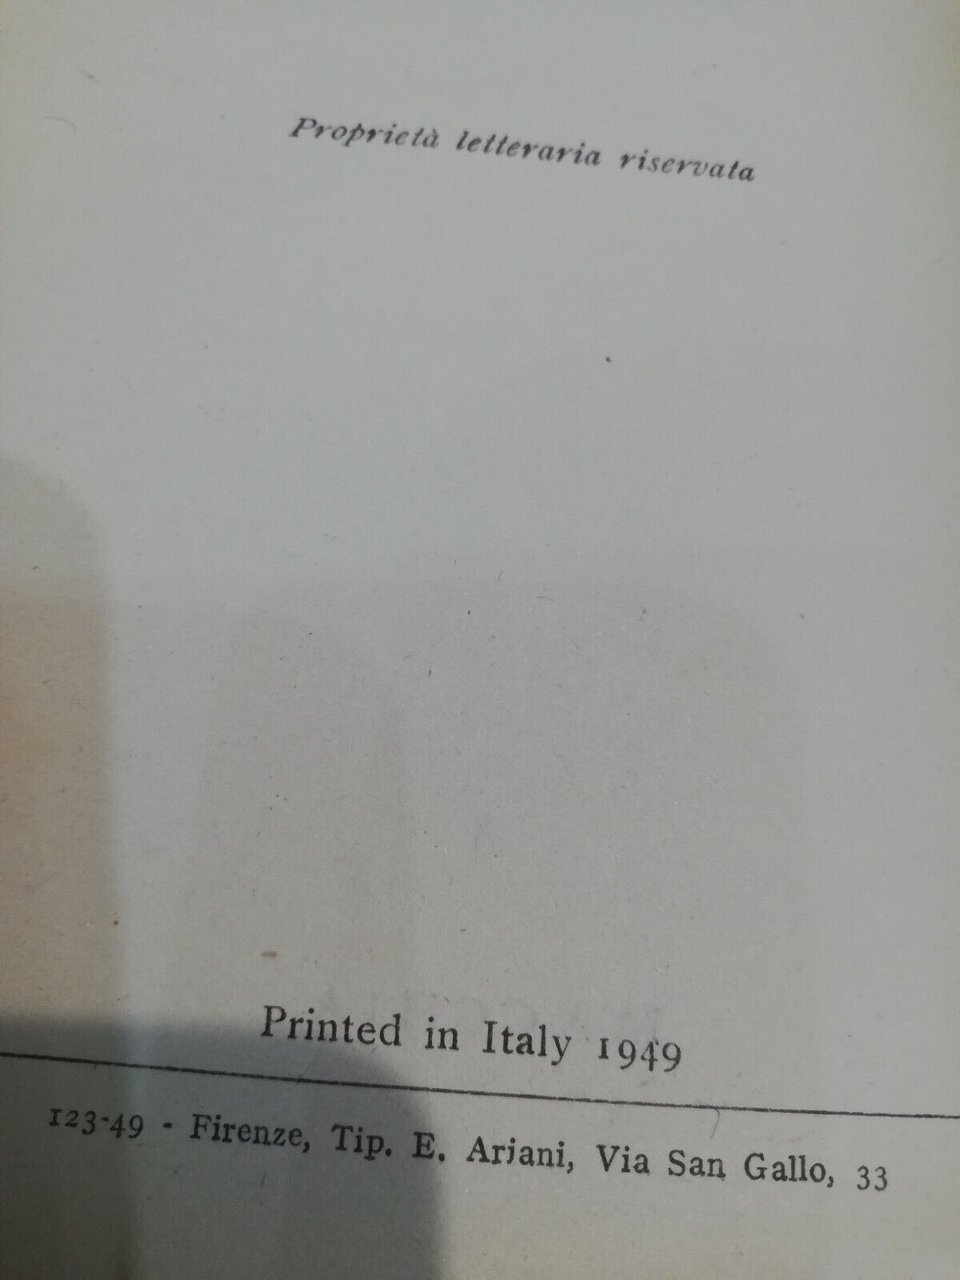 Proprietà letteraria riservata
Printed in Italy 1949
123-49 - Firenze, Tip. E. Ariani, Via San Gallo, 33